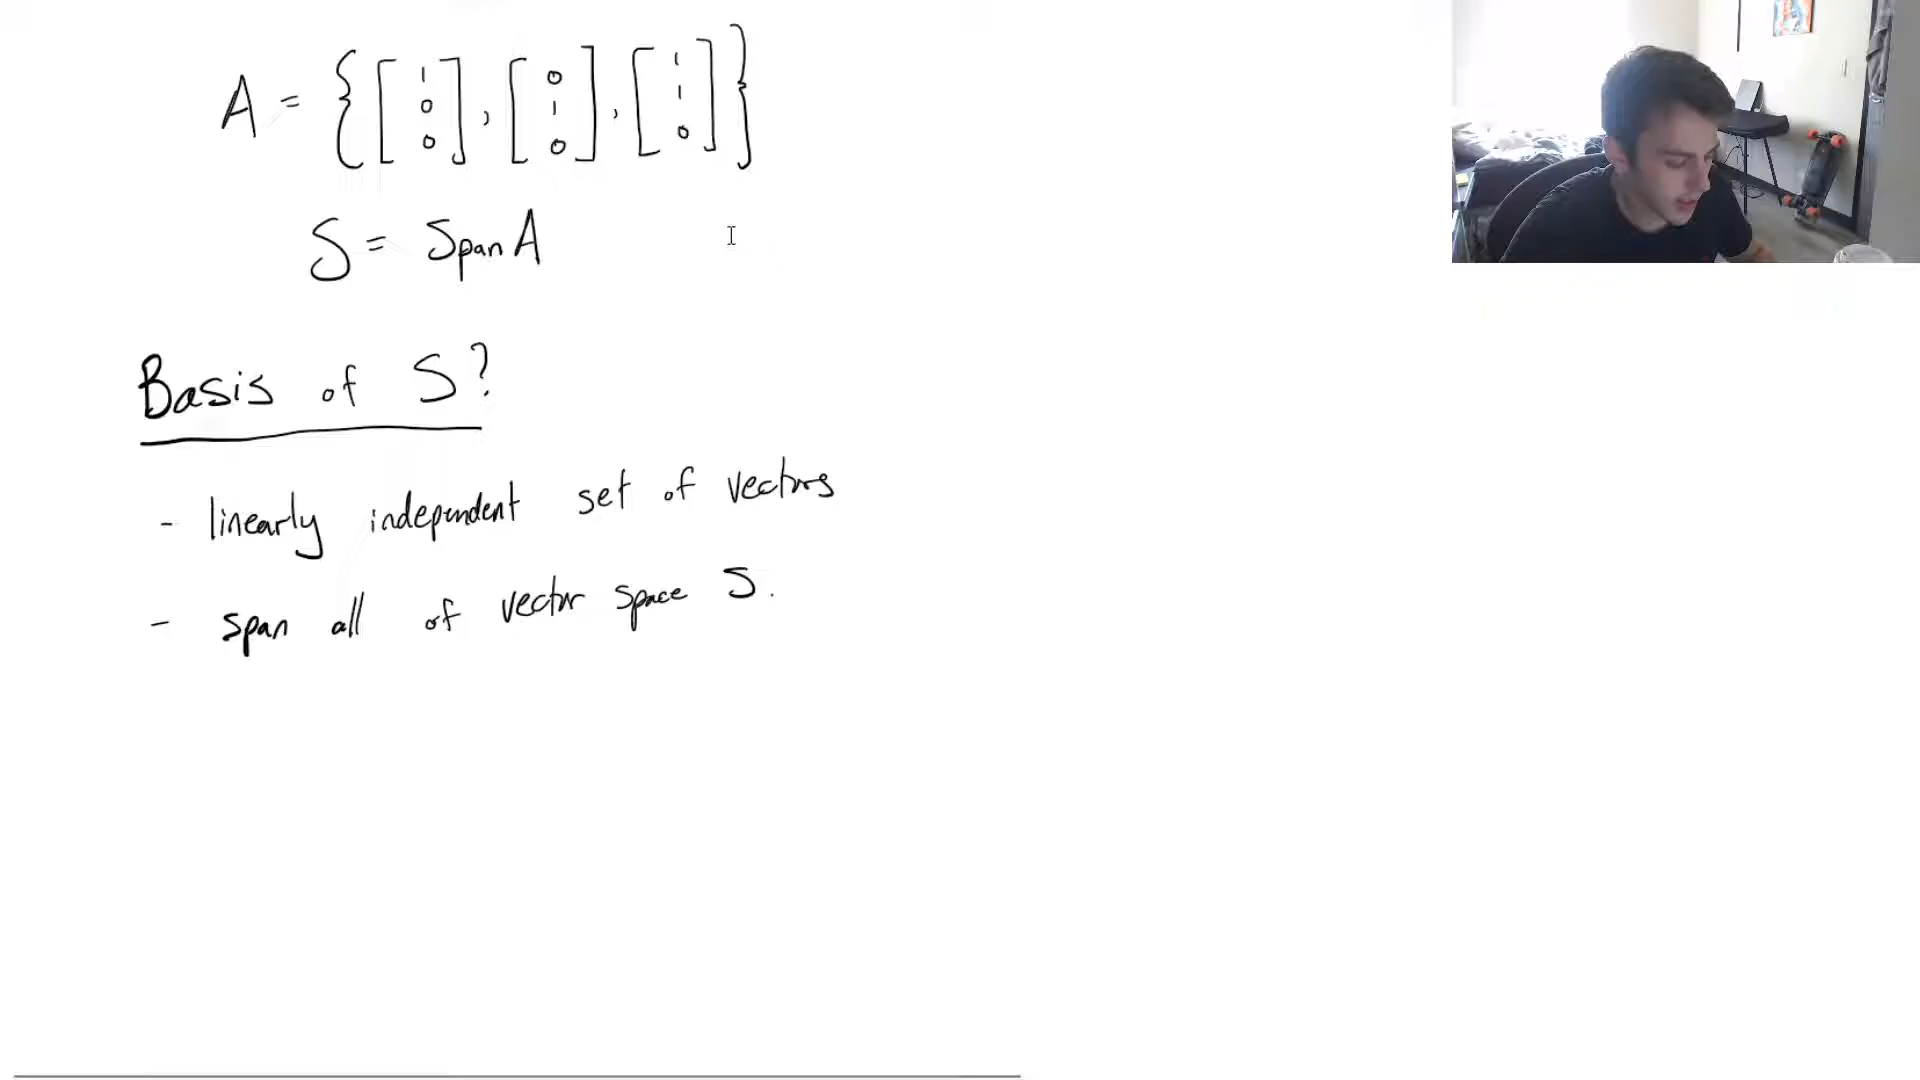 A = { [ 1 0 0 ] , [ 0 1 0 ] , [ 1 1 0 ] }
S = Span A
Basis of S?
- linearly independent set of vectors
- span all of vector space S.